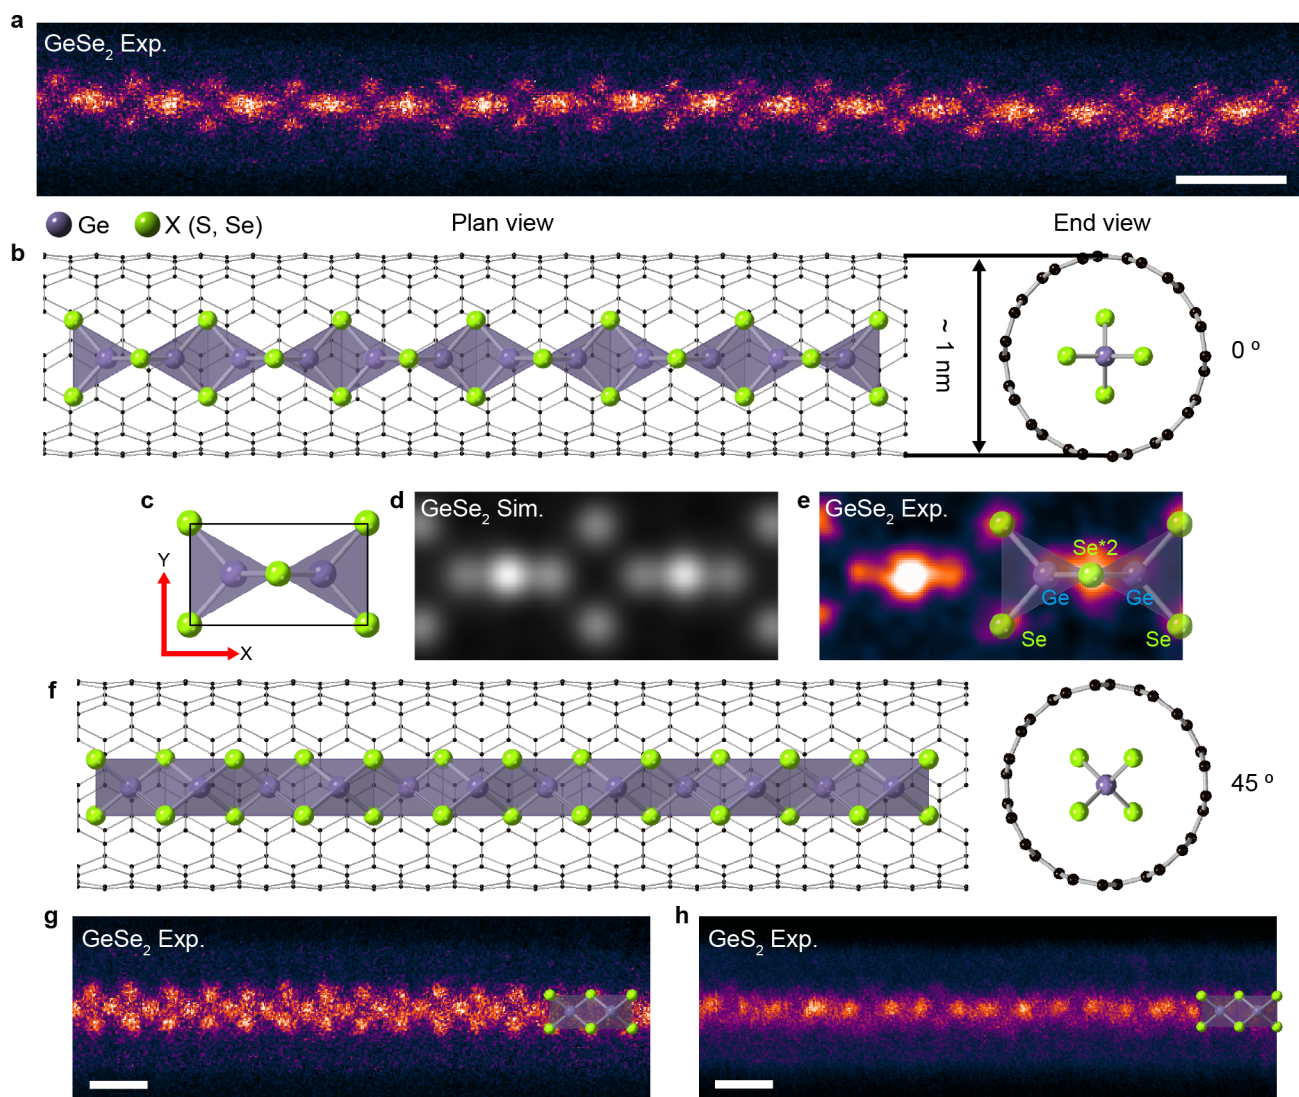 a
GeSe2 Exp.
Ge
X (S, Se)
Plan view
End view
b
~ 1 nm
0 º
c
Y
X
d
GeSe2 Sim.
e
GeSe2 Exp.
Se*2
Ge
Ge
Se
Se
f
45 º
g
GeSe2 Exp.
h
GeS2 Exp.